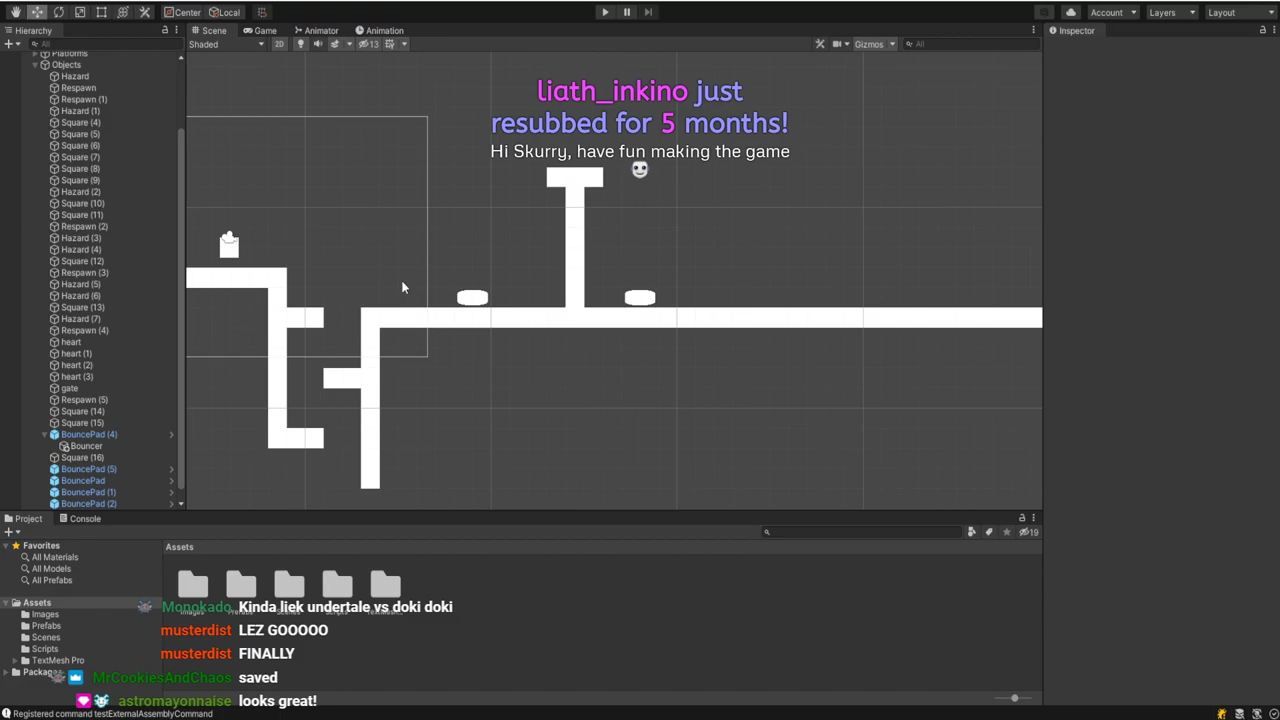 Center
Local
Account
Layers
Layout
Hierarchy
Scene
Game
Animator
Animation
Inspector
All
Shaded
2D
13
Gizmos
All
Platforms
Objects
Hazard
Respawn
Respawn (1)
Hazard (1)
Square (4)
Square (5)
Square (6)
Square (7)
Square (8)
Square (9)
Hazard (2)
Square (10)
Square (11)
Respawn (2)
Hazard (3)
Hazard (4)
Square (12)
Respawn (3)
Hazard (5)
Hazard (6)
Square (13)
Hazard (7)
Respawn (4)
heart
heart (1)
heart (2)
heart (3)
gate
Respawn (5)
Square (14)
Square (15)
BouncePad (4)
Bouncer
Square (16)
BouncePad (5)
BouncePad
BouncePad (1)
BouncePad (2)
liath_inkino just
resubbed for 5 months!
Hi Skurry, have fun making the game
Project
Console
19
Favorites
All Materials
All Models
All Prefabs
Assets
Images
Prefabs
Scenes
Scripts
TextMesh Pro
Assets
Monokado Kinda liek undertale vs doki doki
musterdist LEZ GOOOOO
musterdist FINALLY
MrCookiesAndChaos saved
astromayonnaise looks great!
Registered command testExternalAssemblyCommand